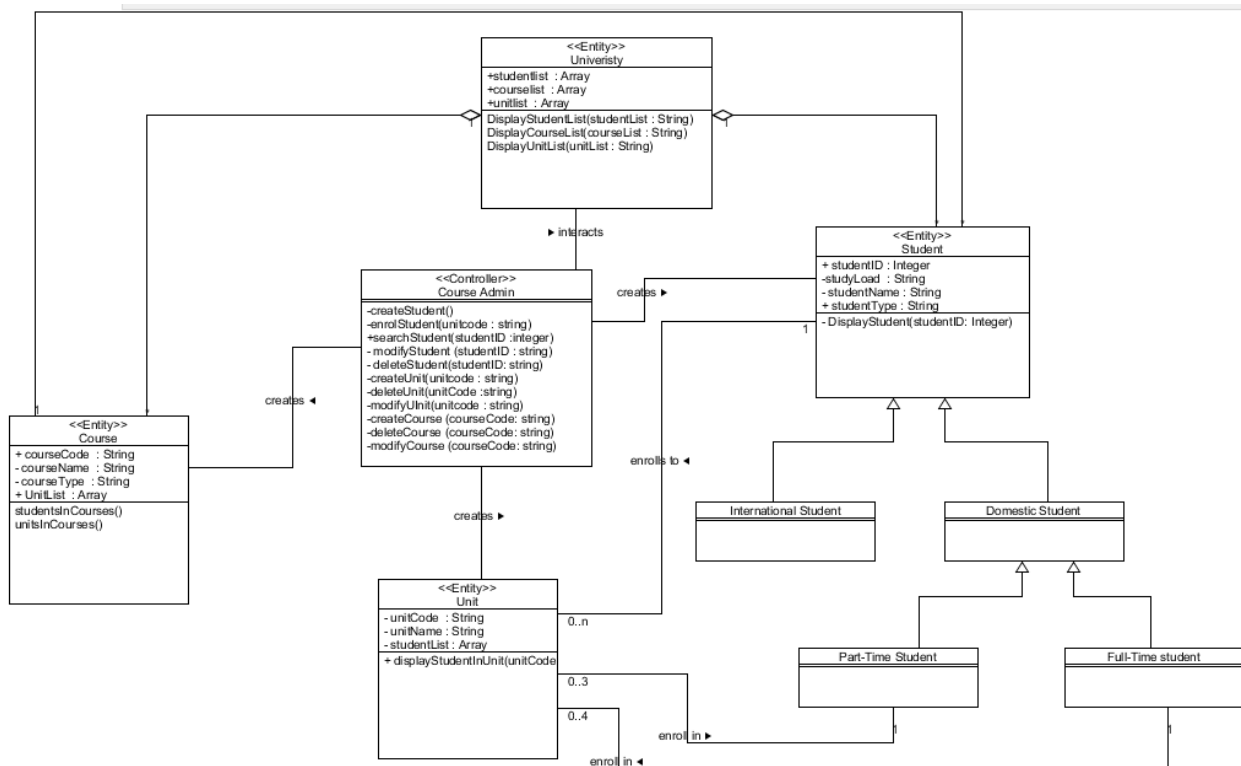 <<Entity>>
Univeristy
+studentlist : Array
+courselist : Array
+unitlist : Array
DisplayStudentList(studentList : String)
DisplayCourseList(courseList : String)
DisplayUnitList(unitList : String)
1
1
▶ interacts
*
*
<<Entity>>
Student
+ studentID : Integer
-studyLoad : String
- studentName : String
+ studentType : String
- DisplayStudent(studentID: Integer)
1
creates ▶
<<Controller>>
Course Admin
-createStudent()
-enrolStudent(unitcode : string)
+searchStudent(studentID :integer)
- modifyStudent (studentID : string)
- deleteStudent(studentID: string)
-createUnit(unitcode : string)
-deleteUnit(unitCode :string)
-modifyUInit(unitcode : string)
-createCourse (courseCode: string)
-deleteCourse (courseCode: string)
-modifyCourse (courseCode: string)
creates ◀
1
*
<<Entity>>
Course
+ courseCode : String
- courseName : String
- courseType : String
+ UnitList : Array
studentsInCourses()
unitsInCourses()
enrolls to ◀
International Student
Domestic Student
creates ▶
<<Entity>>
Unit
- unitCode : String
- unitName : String
- studentList : Array
+ displayStudentInUnit(unitCode
0..n
0..3
0..4
Part-Time Student
Full-Time student
1
1
enroll in ▶
enroll in ◀